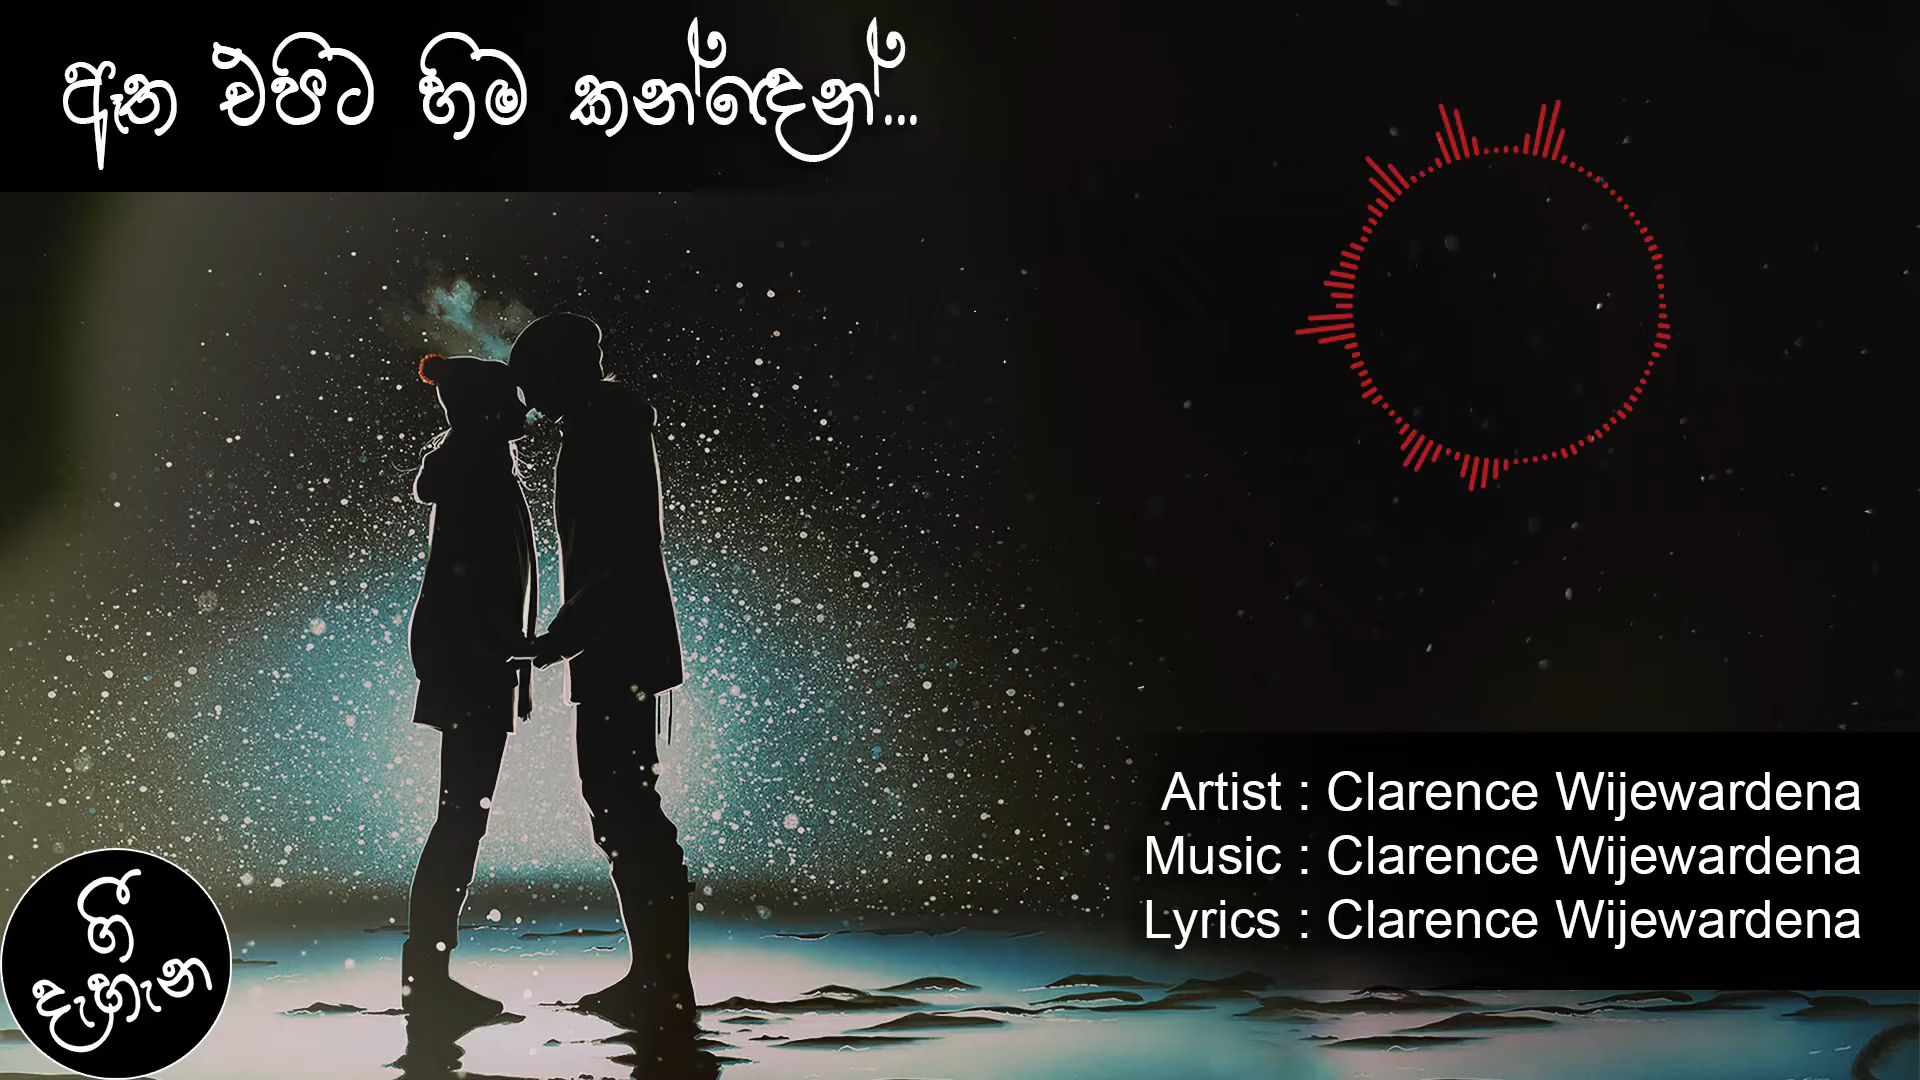 ඈත එපිට හිම කන්දෙන්...
Artist : Clarence Wijewardena
Music : Clarence Wijewardena
Lyrics : Clarence Wijewardena
ගී
දැහැන